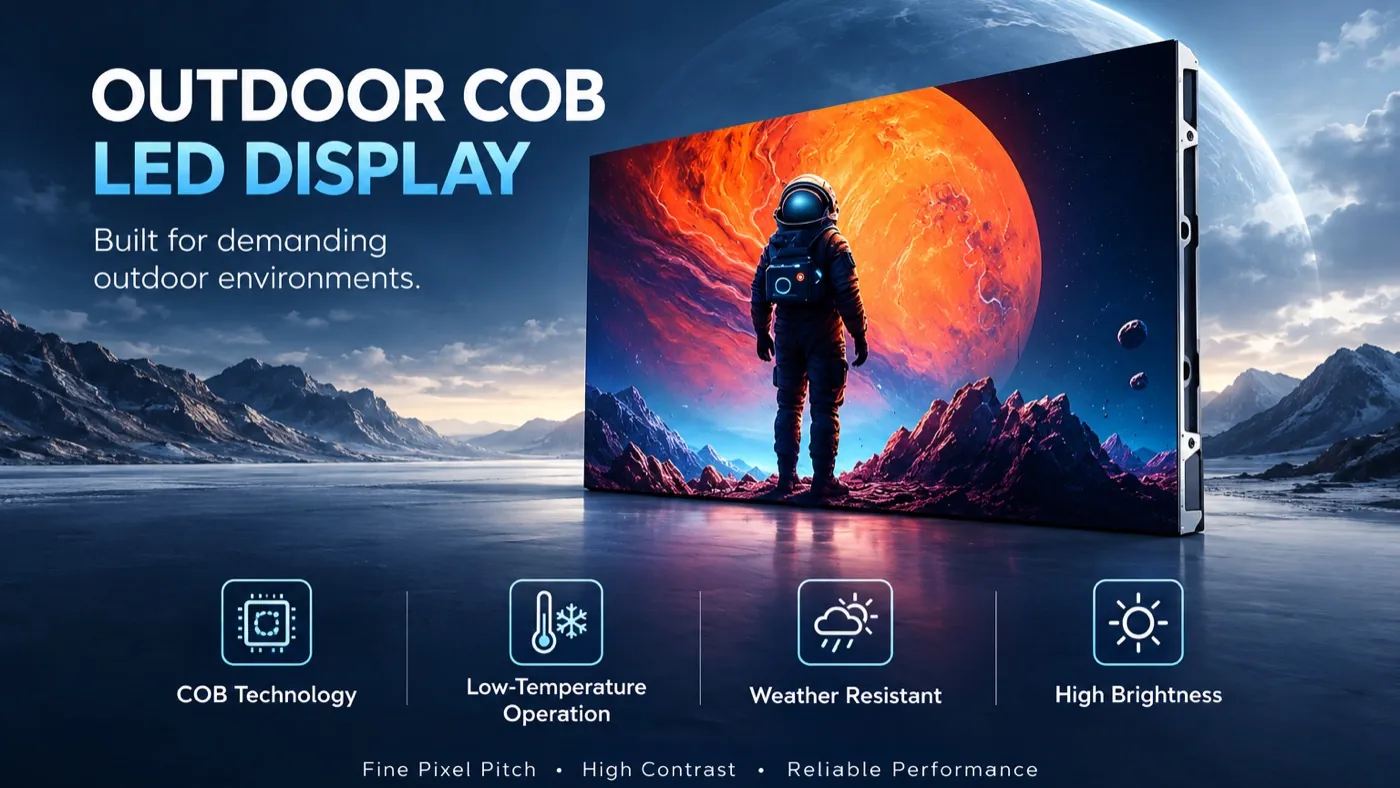 OUTDOOR COB
LED DISPLAY
Built for demanding
outdoor environments.
COB Technology
Low-Temperature
Operation
Weather Resistant
High Brightness
Fine Pixel Pitch • High Contrast • Reliable Performance